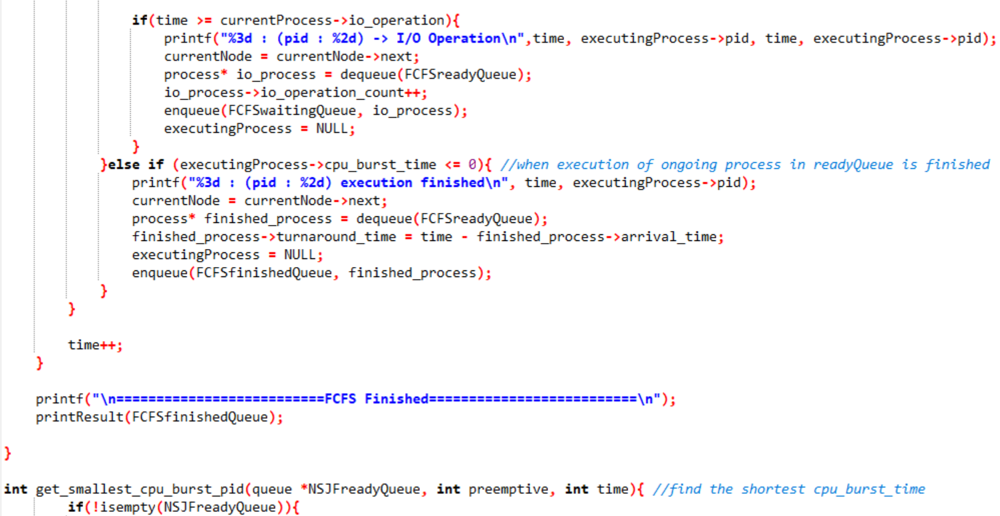 if(time >= currentProcess->io_operation){
printf("%3d : (pid : %2d) -> I/O Operation\n",time, executingProcess->pid, time, executingProcess->pid);
currentNode = currentNode->next;
process* io_process = dequeue(FCFSreadyQueue);
io_process->io_operation_count++;
enqueue(FCFSwaitingQueue, io_process);
executingProcess = NULL;
}
}else if (executingProcess->cpu_burst_time <= 0){ //when execution of ongoing process in readyQueue is finished
printf("%3d : (pid : %2d) execution finished\n", time, executingProcess->pid);
currentNode = currentNode->next;
process* finished_process = dequeue(FCFSreadyQueue);
finished_process->turnaround_time = time - finished_process->arrival_time;
executingProcess = NULL;
enqueue(FCFSfinishedQueue, finished_process);
}
}
time++;
}
printf("\n==========================FCFS Finished==========================\n");
printResult(FCFSfinishedQueue);
}
int get_smallest_cpu_burst_pid(queue *NSJFreadyQueue, int preemptive, int time){ //find the shortest cpu_burst_time
if(!isempty(NSJFreadyQueue)){